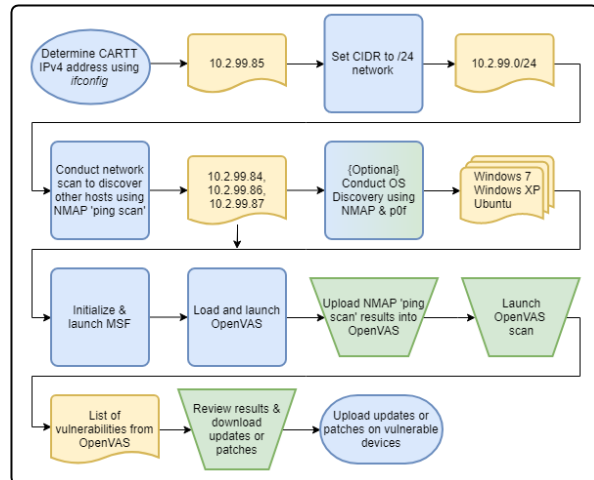 Determine CARTT
IPv4 address using
ifconfig
10.2.99.85
Set CIDR to /24
network
10.2.99.0/24
Conduct network
scan to discover
other hosts using
NMAP 'ping scan'
10.2.99.84,
10.2.99.86,
10.2.99.87
{Optional}
Conduct OS
Discovery using
NMAP & p0f
Windows 7
Windows XP
Ubuntu
Initialize &
launch MSF
Load and launch
OpenVAS
Upload NMAP 'ping
scan' results into
OpenVAS
Launch
OpenVAS
scan
List of
vulnerabilities from
OpenVAS
Review results &
download
updates or
patches
Upload updates or
patches on vulnerable
devices